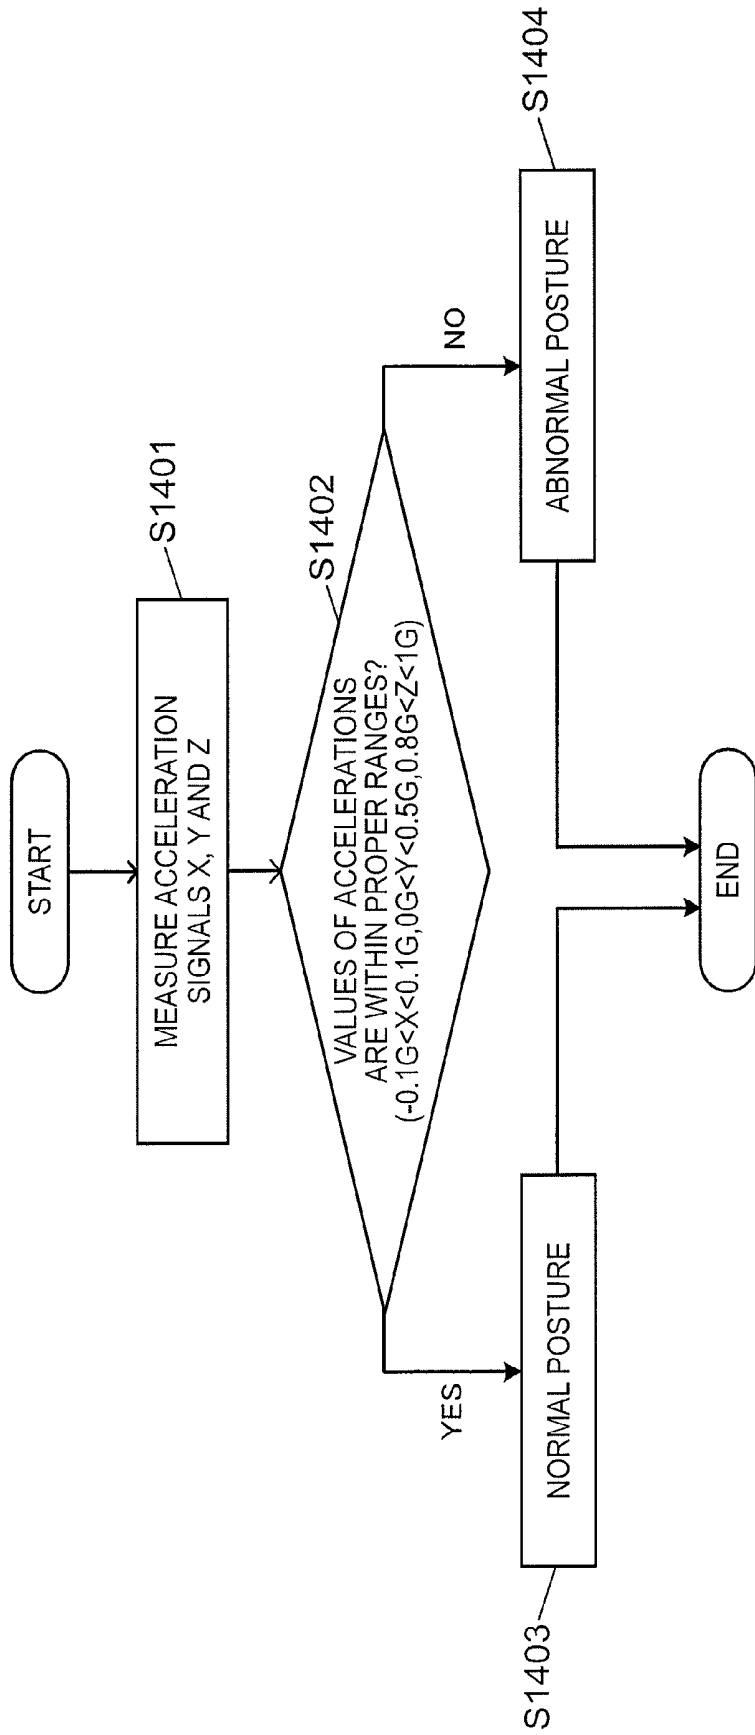 START
MEASURE ACCELERATION
SIGNALS X, Y AND Z
S1401
VALUES OF ACCELERATIONS
ARE WITHIN PROPER RANGES?
(-0.1G<X<0.1G,0G<Y<0.5G,0.8G<Z<1G)
S1402
YES
NO
NORMAL POSTURE
S1403
ABNORMAL POSTURE
S1404
END